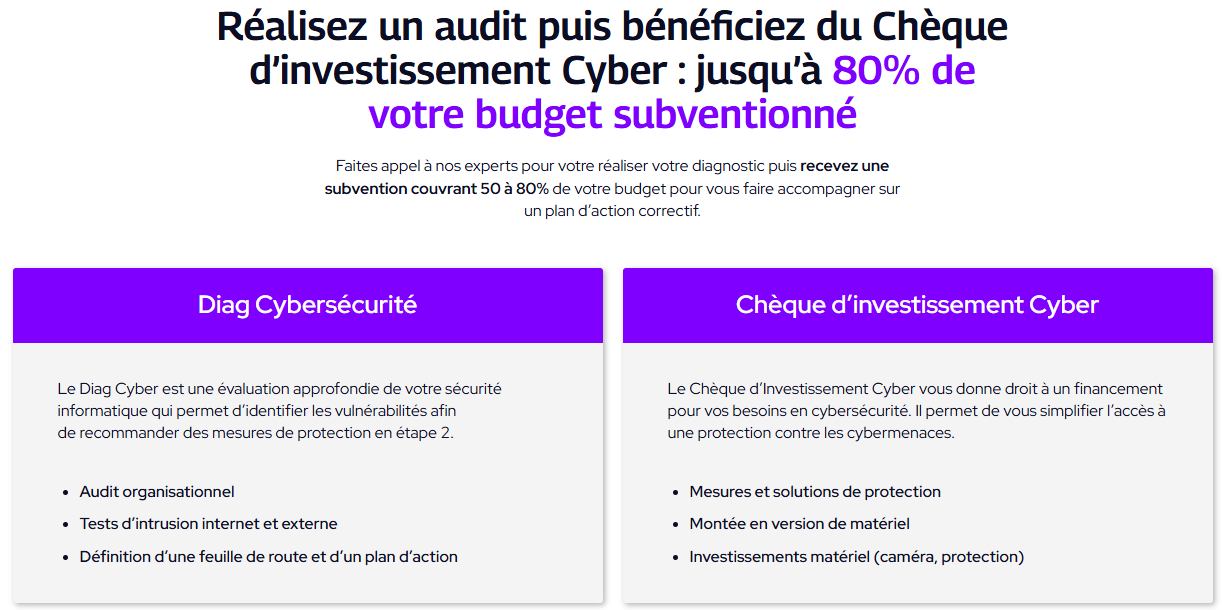 Réalisez un audit puis bénéficiez du Chèque
d’investissement Cyber : jusqu’à 80% de
votre budget subventionné
Faites appel à nos experts pour votre réaliser votre diagnostic puis recevez une
subvention couvrant 50 à 80% de votre budget pour vous faire accompagner sur
un plan d’action correctif.
Diag Cybersécurité
Le Diag Cyber est une évaluation approfondie de votre sécurité
informatique qui permet d’identifier les vulnérabilités afin
de recommander des mesures de protection en étape 2.
• Audit organisationnel
• Tests d’intrusion internet et externe
• Définition d’une feuille de route et d’un plan d’action
Chèque d’investissement Cyber
Le Chèque d’Investissement Cyber vous donne droit à un financement
pour vos besoins en cybersécurité. Il permet de vous simplifier l’accès à
une protection contre les cybermenaces.
• Mesures et solutions de protection
• Montée en version de matériel
• Investissements matériel (caméra, protection)